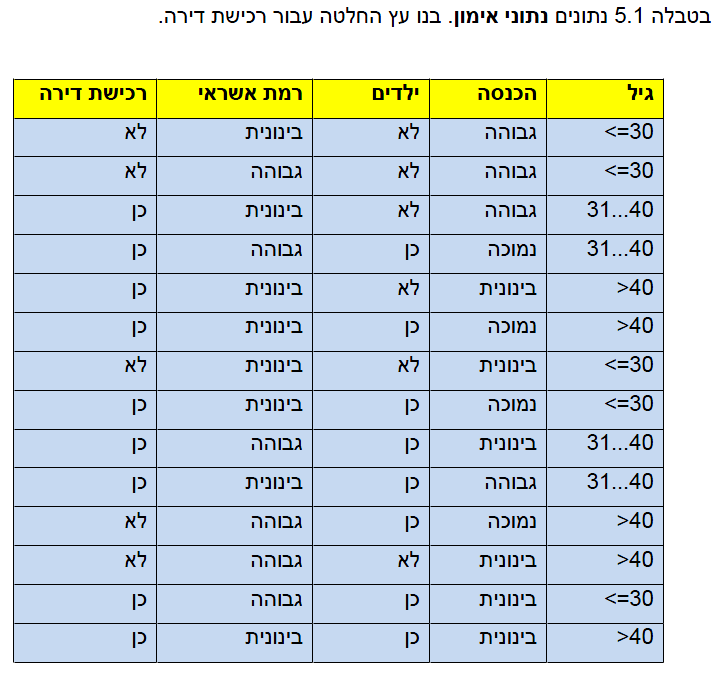 בטבלה 5.1 נתונים נתוני אימון. בנו עץ החלטה עבור רכישת דירה.
גיל הכנסה ילדים רמת אשראי רכישת דירה
<=30 גבוהה לא בינונית לא
<=30 גבוהה לא גבוהה לא
31...40 גבוהה לא בינונית כן
31...40 נמוכה כן גבוהה כן
>40 בינונית לא בינונית כן
>40 נמוכה כן בינונית כן
<=30 בינונית לא בינונית לא
<=30 נמוכה כן בינונית כן
31...40 בינונית כן גבוהה כן
31...40 גבוהה כן בינונית כן
>40 נמוכה כן גבוהה לא
>40 בינונית לא גבוהה לא
<=30 בינונית כן גבוהה כן
>40 בינונית כן בינונית כן